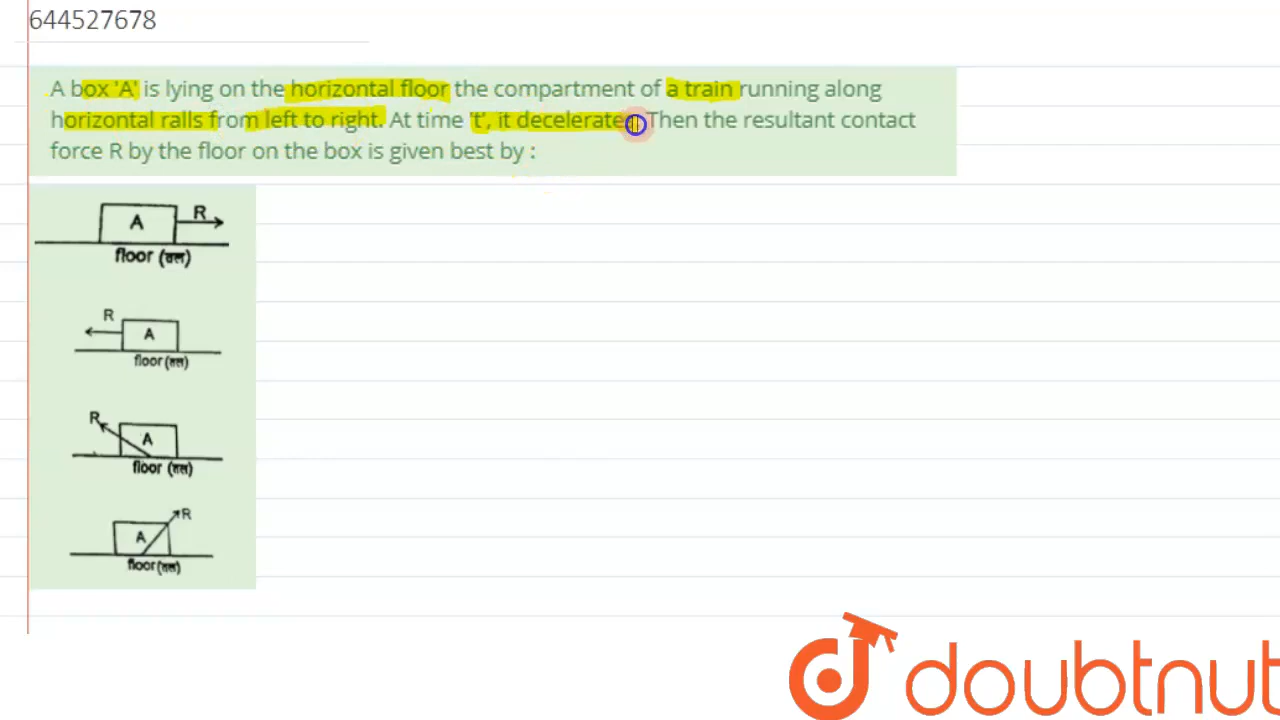 644527678
A box 'A' is lying on the horizontal floor the compartment of a train running along
horizontal ralls from left to right. At time 't', it decelerates. Then the resultant contact
force R by the floor on the box is given best by :
R
A
floor (तल)
R
A
floor (तल)
R
A
floor (तल)
R
A
floor (तल)
doubtnut